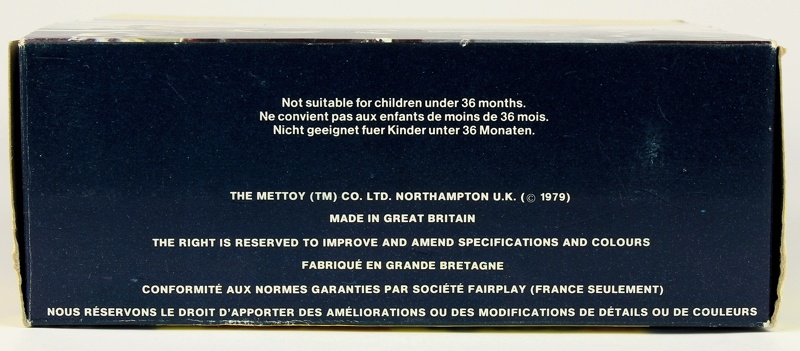 Not suitable for children under 36 months.
Ne convient pas aux enfants de moins de 36 mois.
Nicht geeignet fuer Kinder unter 36 Monaten.
THE METTOY (TM) CO. LTD. NORTHAMPTON U.K. (© 1979)
MADE IN GREAT BRITAIN
THE RIGHT IS RESERVED TO IMPROVE AND AMEND SPECIFICATIONS AND COLOURS
FABRIQUÉ EN GRANDE BRETAGNE
CONFORMITÉ AUX NORMES GARANTIES PAR SOCIÉTÉ FAIRPLAY (FRANCE SEULEMENT)
NOUS RÉSERVONS LE DROIT D'APPORTER DES AMÉLIORATIONS OU DES MODIFICATIONS DE DÉTAILS OU DE COULEURS